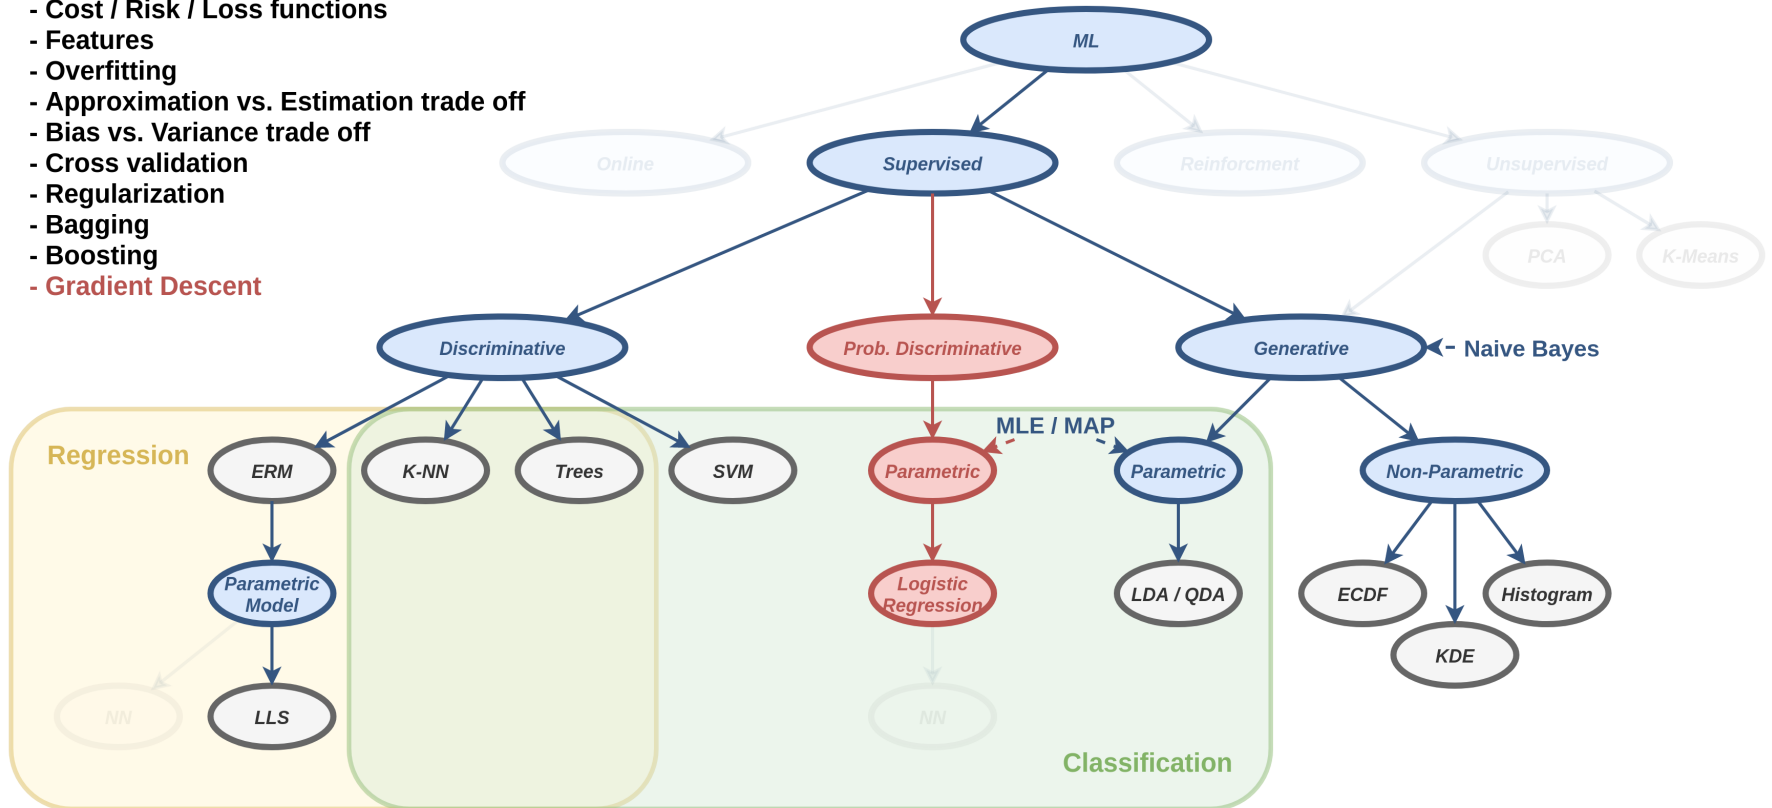 - Cost / Risk / Loss functions
- Features
- Overfitting
- Approximation vs. Estimation trade off
- Bias vs. Variance trade off
- Cross validation
- Regularization
- Bagging
- Boosting
- Gradient Descent
ML
Online
Supervised
Reinforcment
Unsupervised
PCA
K-Means
Discriminative
Prob. Discriminative
Generative
Naive Bayes
MLE / MAP
Regression
ERM
K-NN
Trees
SVM
Parametric
Parametric
Non-Parametric
Parametric
Model
Logistic
Regression
LDA / QDA
ECDF
Histogram
KDE
NN
LLS
NN
Classification